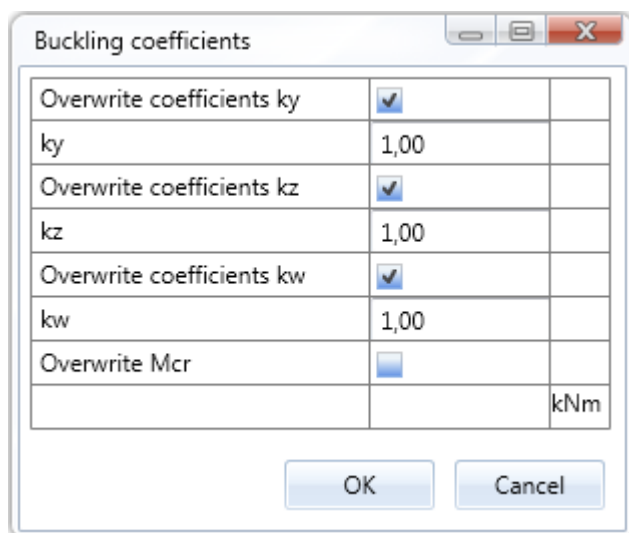 Buckling coefficients
Overwrite coefficients ky
ky 1,00
Overwrite coefficients kz
kz 1,00
Overwrite coefficients kw
kw 1,00
Overwrite Mcr
kNm
OK Cancel